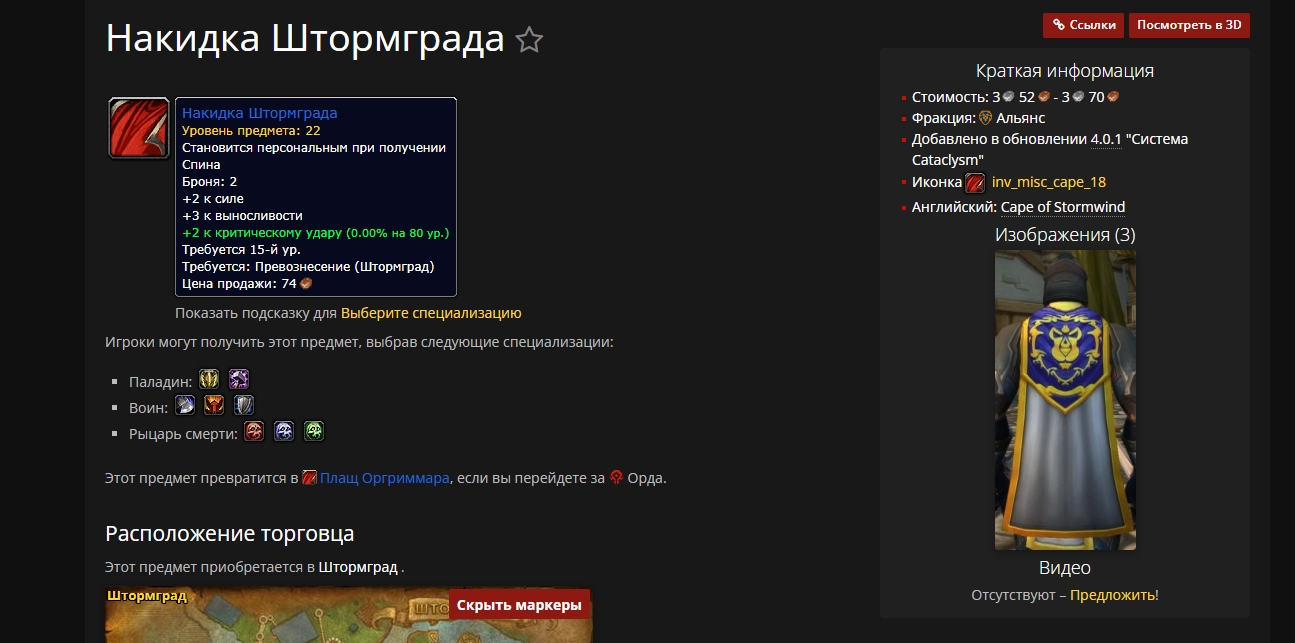 Накидка Штормграда
Накидка Штормграда
Уровень предмета: 22
Становится персональным при получении
Спина
Броня: 2
+2 к силе
+3 к выносливости
+2 к критическому удару (0.00% на 80 ур.)
Требуется 15-й ур.
Требуется: Превознесение (Штормград)
Цена продажи: 74
Показать подсказку для Выберите специализацию
Игроки могут получить этот предмет, выбрав следующие специализации:
Паладин:
Воин:
Рыцарь смерти:
Этот предмет превратится в Плащ Оргриммара, если вы перейдете за Орда.
Расположение торговца
Этот предмет приобретается в Штормград .
Штормград
ШТО
Скрыть маркеры
Ссылки
Посмотреть в 3D
Краткая информация
Стоимость: 3 52 - 3 70
Фракция: Альянс
Добавлено в обновлении 4.0.1 "Система
Cataclysm"
Иконка inv_misc_cape_18
Английский: Cape of Stormwind
Изображения (3)
Видео
Отсутствуют – Предложить!